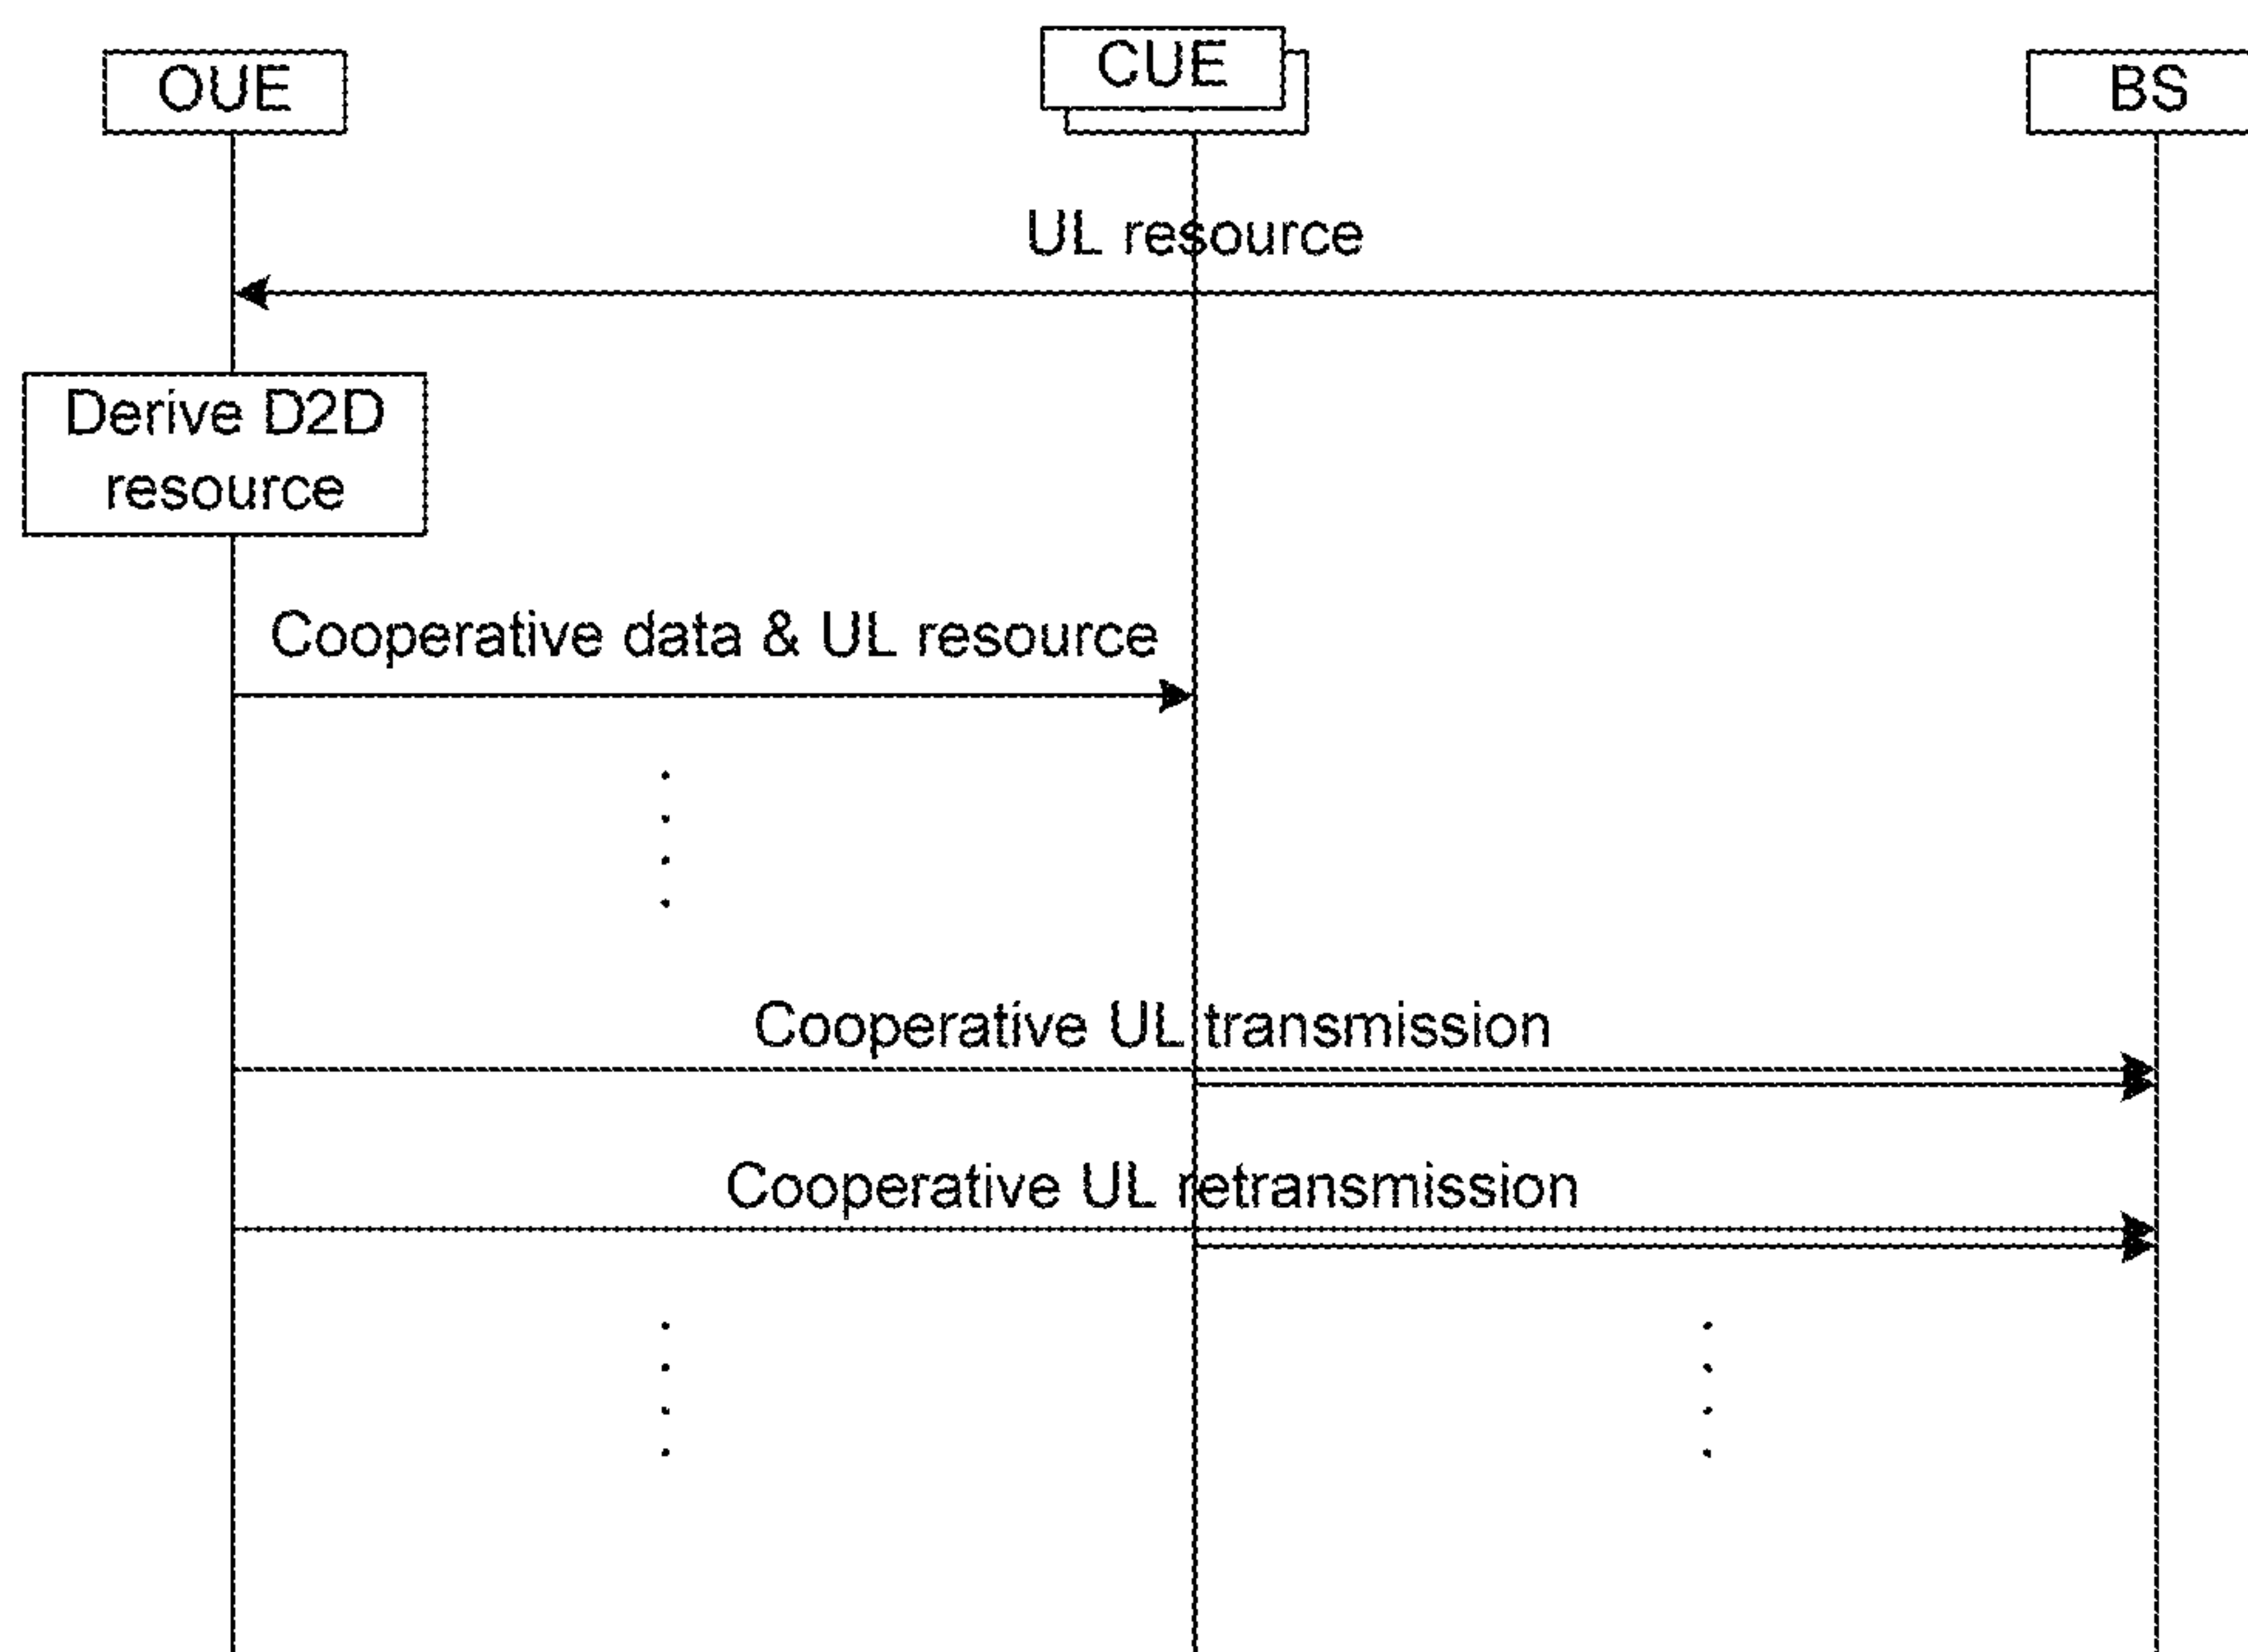 OUE
CUE
BS
UL resource
Derive D2D
resource
Cooperative data & UL resource
Cooperative UL transmission
Cooperative UL retransmission